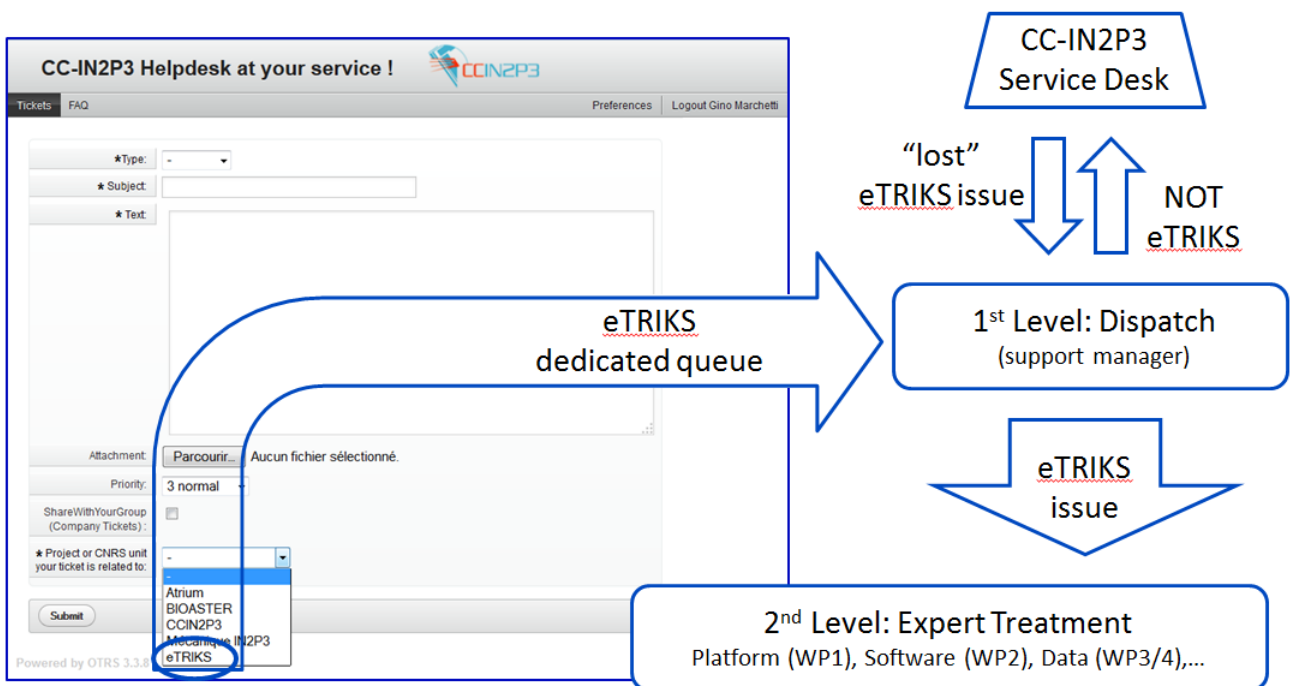 CC-IN2P3 Helpdesk at your service !
CCIN2P3
Tickets FAQ Preferences Logout Gino Marchetti
★Type: -
★ Subject:
★ Text:
Attachment: Parcourir... Aucun fichier sélectionné.
Priority: 3 normal
ShareWithYourGroup
(Company Tickets) :
★ Project or CNRS unit
your ticket is related to: -
-
Atrium
BIOASTER
CCIN2P3
Mécanique IN2P3
eTRIKS
Submit
Powered by OTRS 3.3.8
eTRIKS
dedicated queue
CC-IN2P3
Service Desk
“lost”
eTRIKS issue
NOT
eTRIKS
1st Level: Dispatch
(support manager)
eTRIKS
issue
2nd Level: Expert Treatment
Platform (WP1), Software (WP2), Data (WP3/4),...